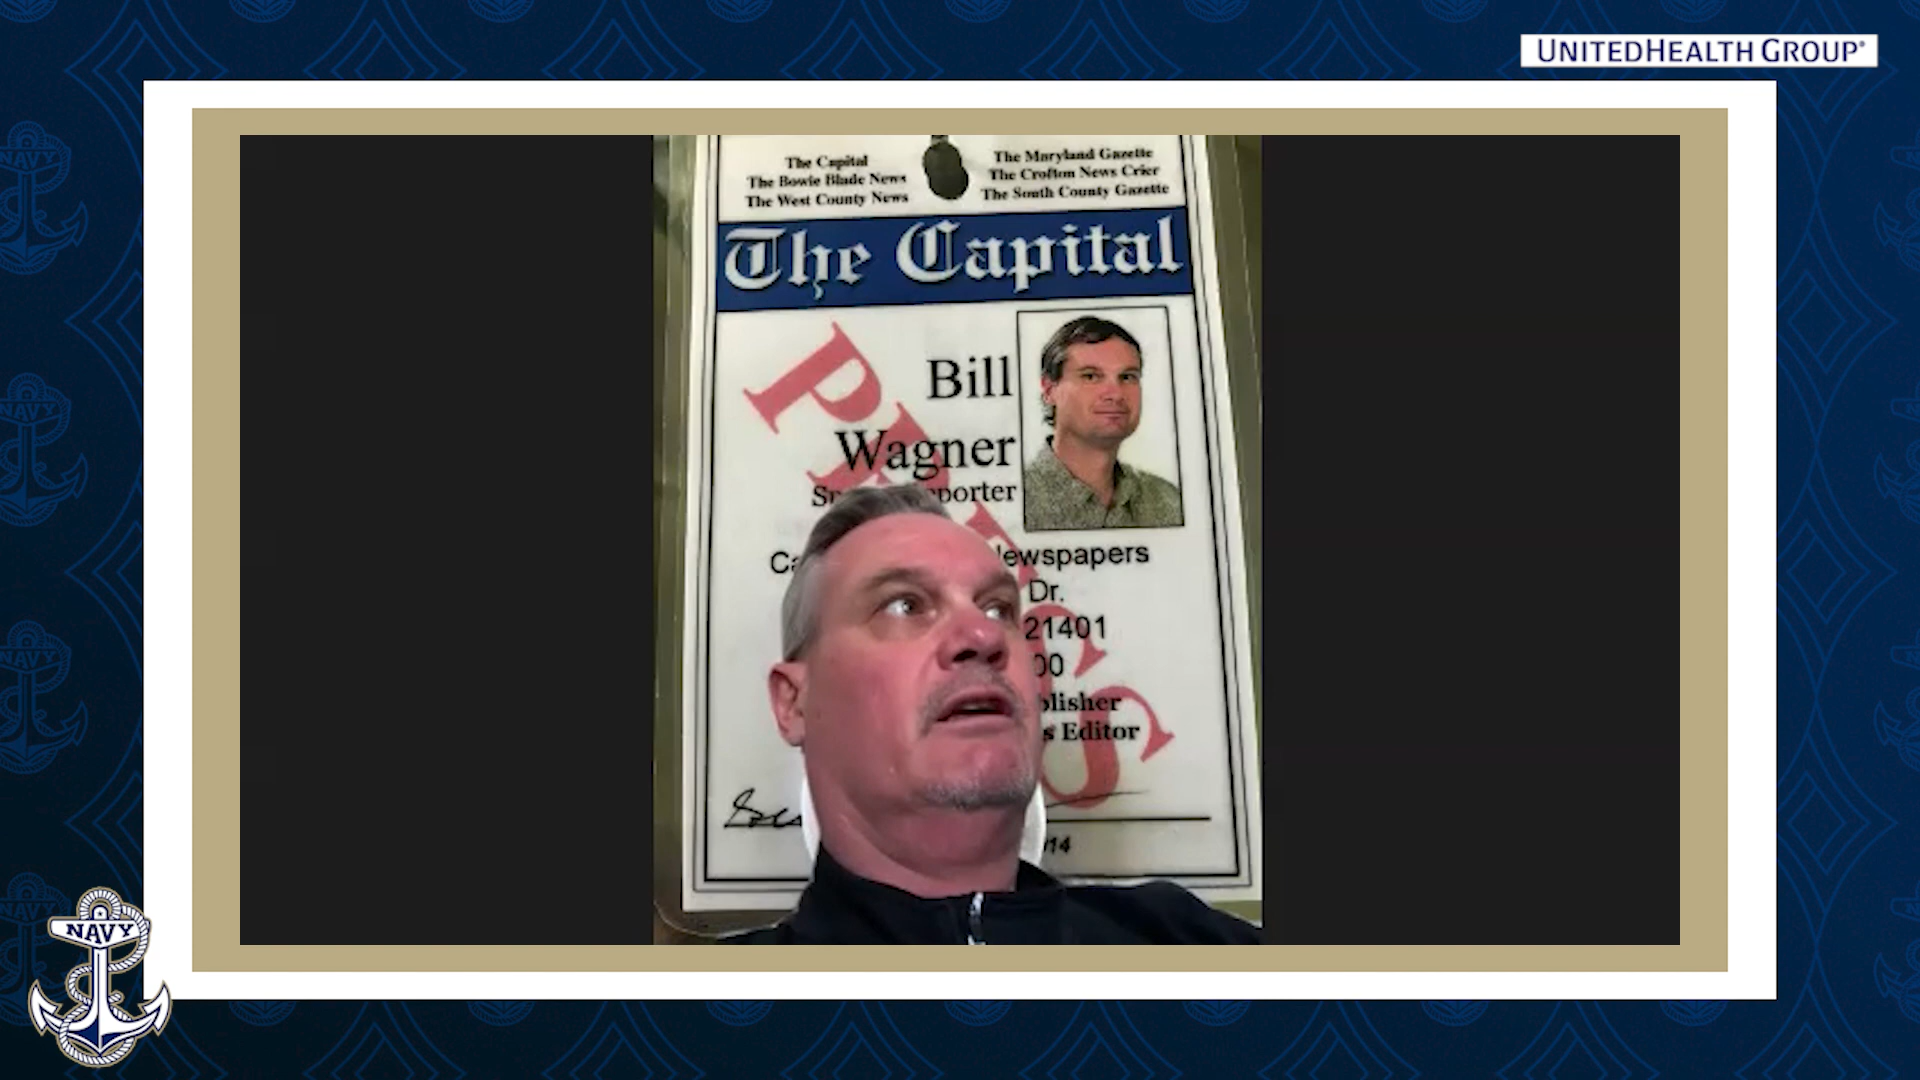 UNITEDHEALTH GROUP®
The Capital
The Bowie Blade News
The West County News
The Maryland Gazette
The Crofton News Crier
The South County Gazette
The Capital
PRESS
Bill
Wagner
porter
ewspapers
Dr.
21401
00
blisher
s Editor
14
NAVY